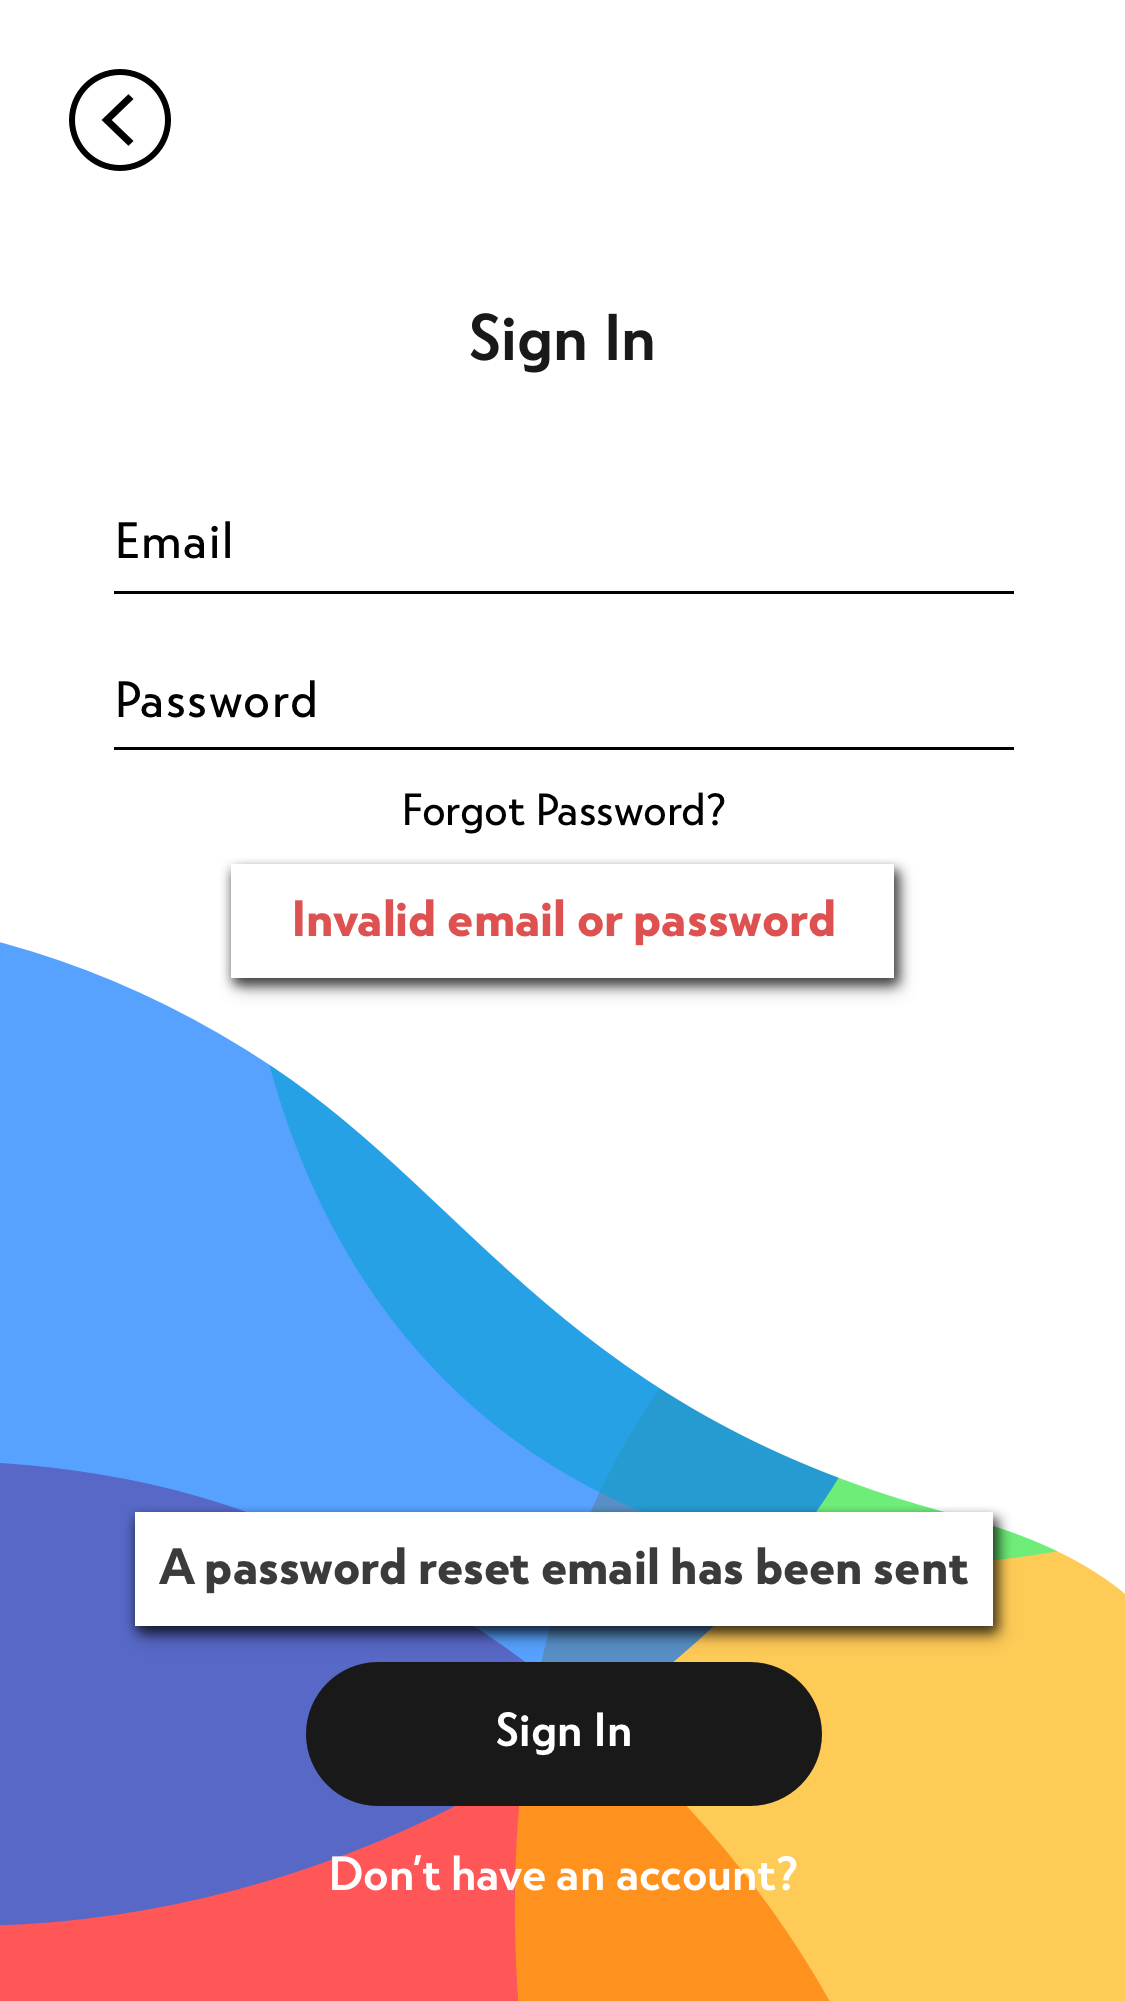 Sign In
Email
Password
Forgot Password?
Invalid email or password
A password reset email has been sent
Sign In
Don't have an account?